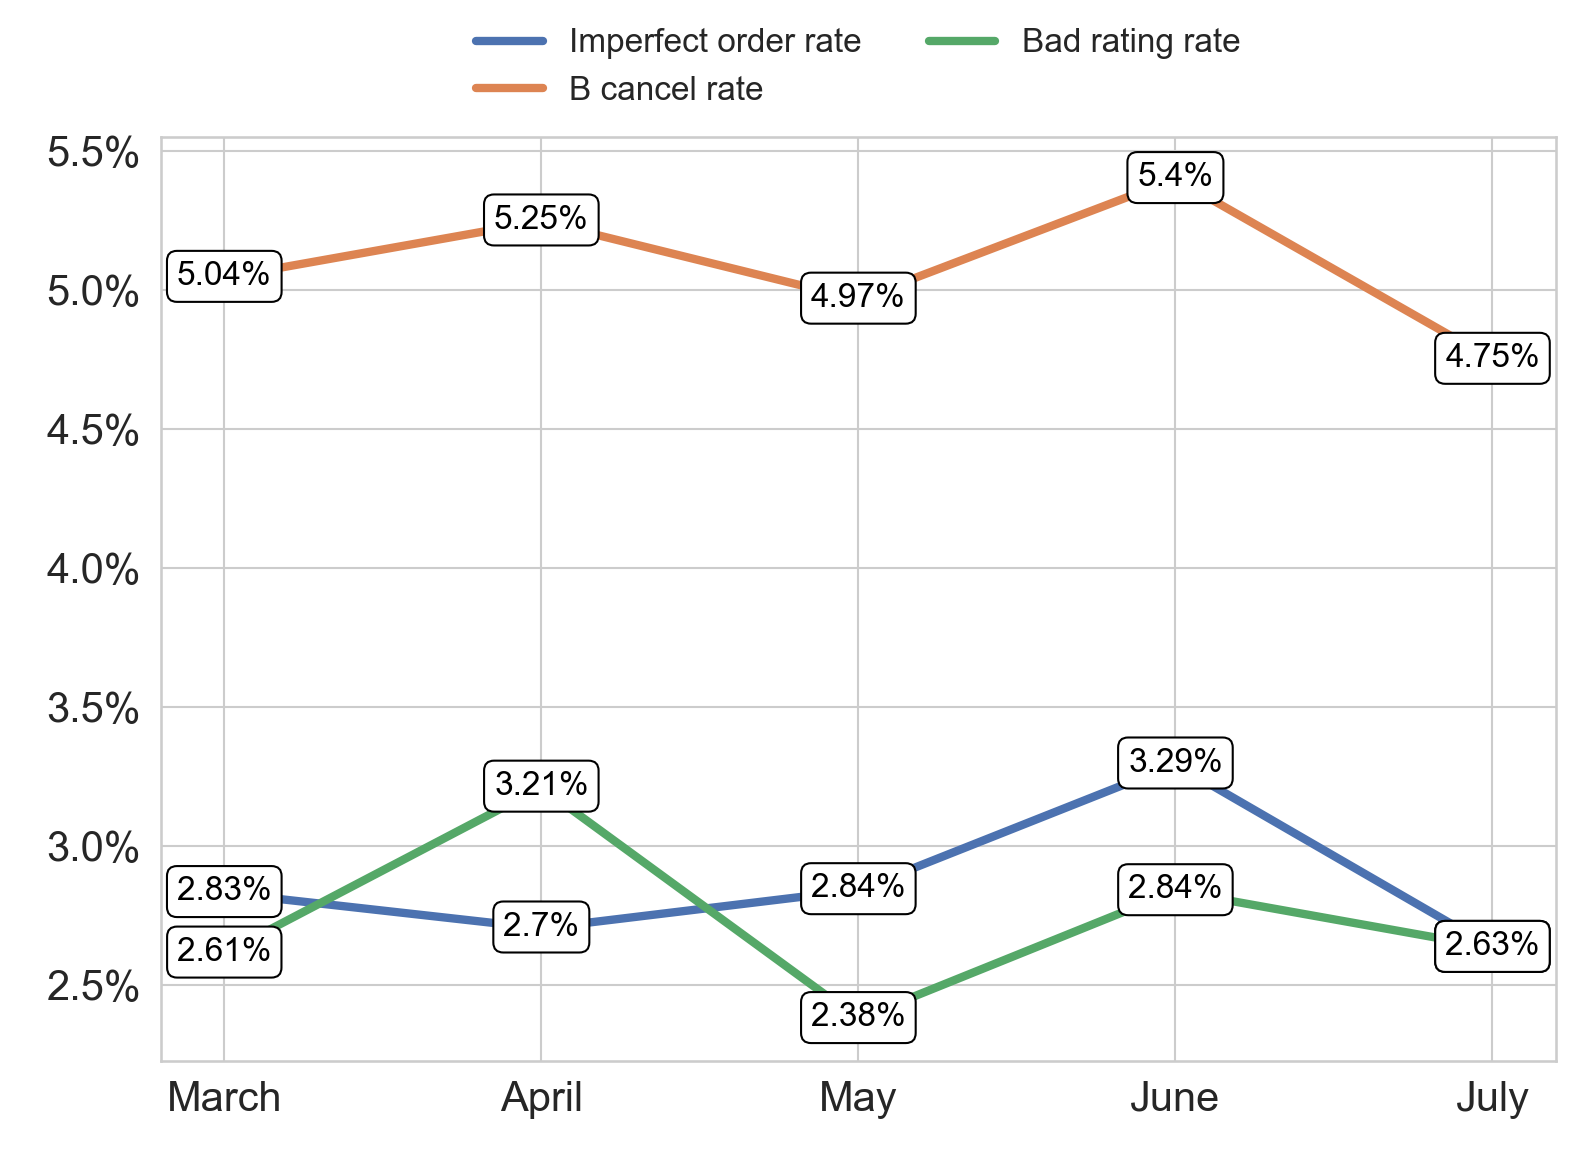 Imperfect order rate
Bad rating rate
B cancel rate
5.5%
5.0%
4.5%
4.0%
3.5%
3.0%
2.5%
5.04%
5.25%
4.97%
5.4%
4.75%
2.83%
2.7%
2.84%
3.29%
2.61%
3.21%
2.38%
2.84%
2.63%
March
April
May
June
July